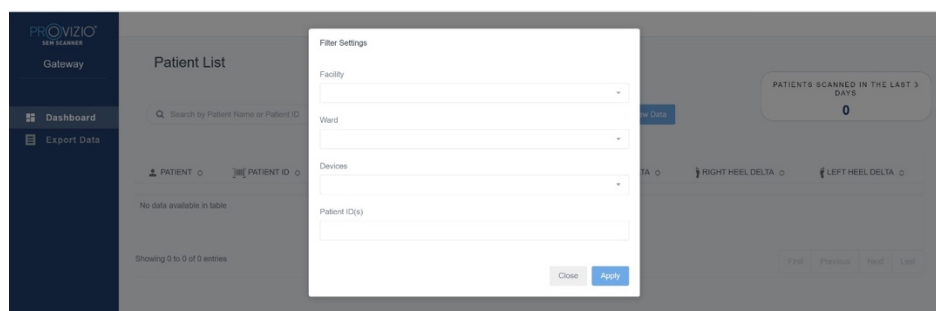 PROVIZIO®
SEM SCANNER
Gateway
Dashboard
Export Data
Patient List
Search by Patient Name or Patient ID
Filter Settings
Facility
Ward
Devices
Patient ID(s)
Close
Apply
Data
PATIENTS SCANNED IN THE LAST 3
DAYS
0
PATIENT
PATIENT ID
RIGHT HEEL DELTA
LEFT HEEL DELTA
No data available in table
Showing 0 to 0 of 0 entries
First
Previous
Next
Last